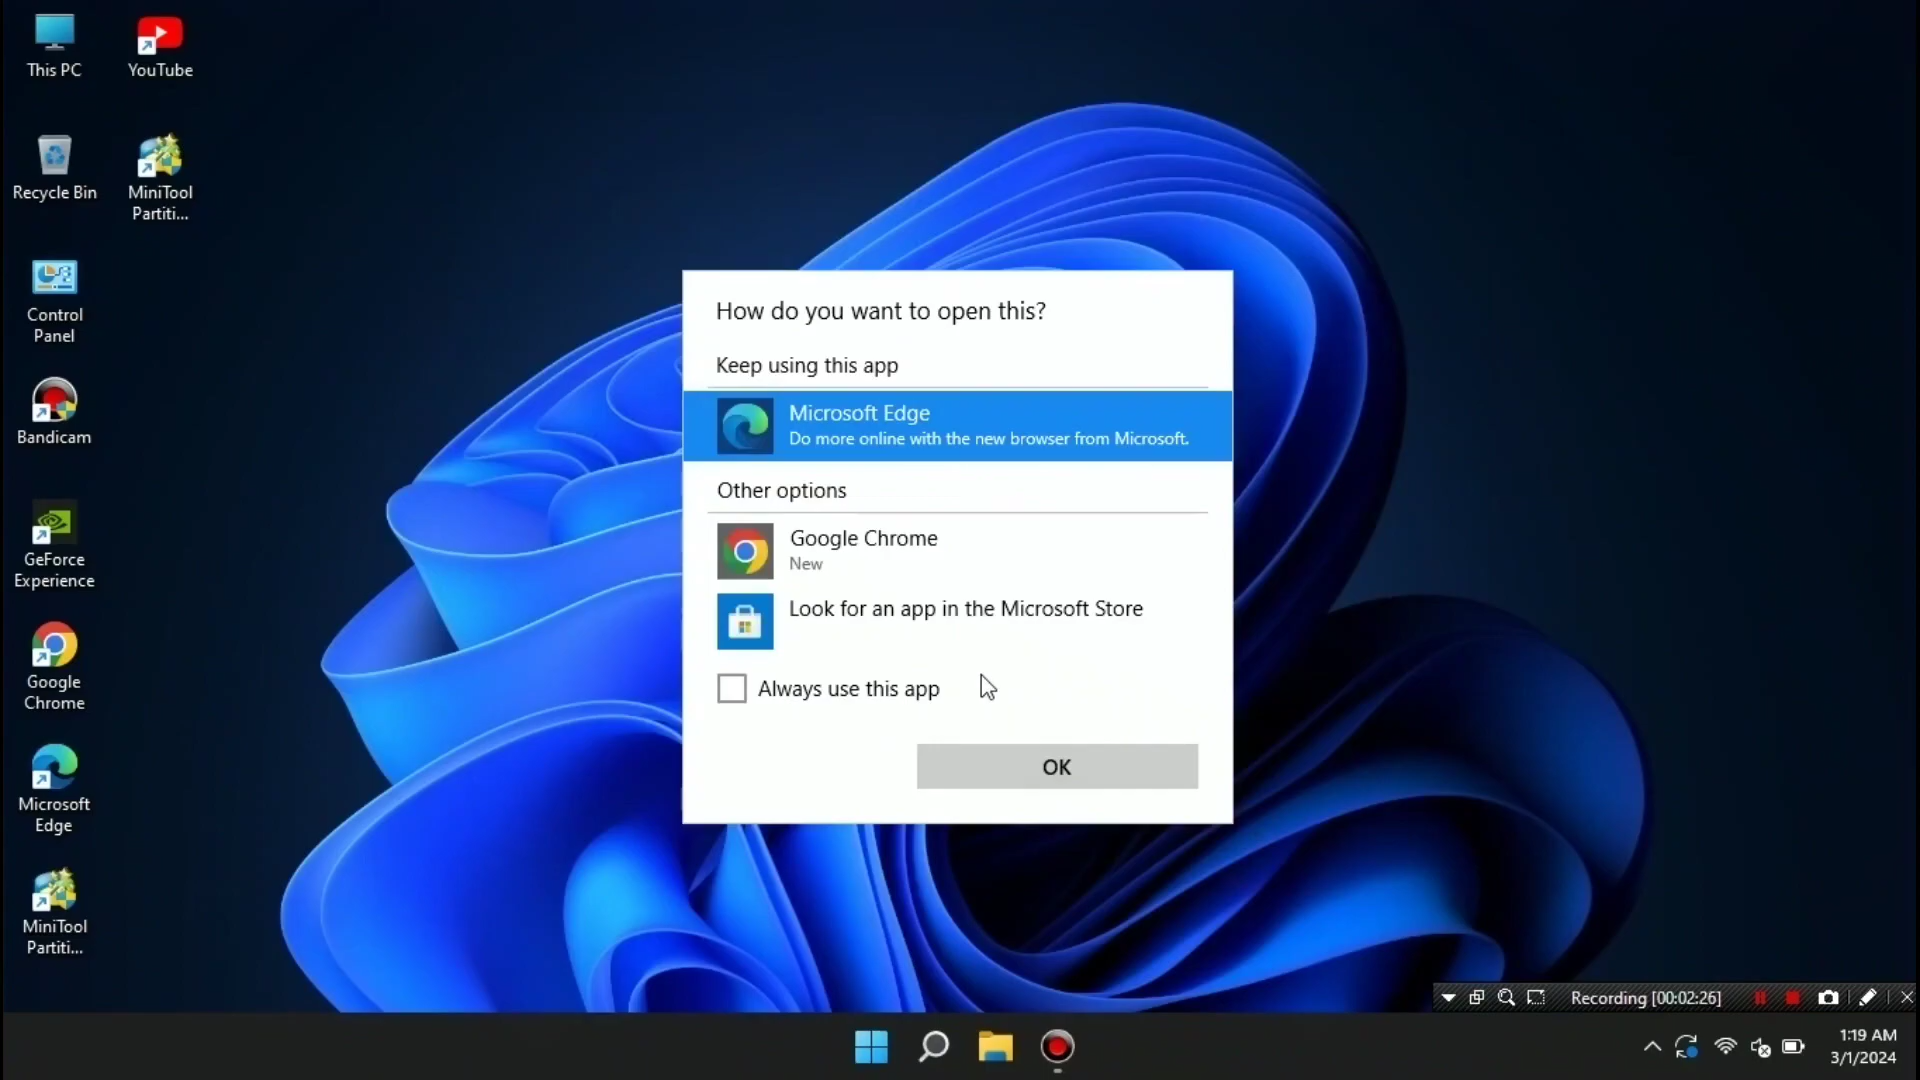 This PC
YouTube
Recycle Bin
MiniTool
Partiti...
Control
Panel
Bandicam
GeForce
Experience
Google
Chrome
Microsoft
Edge
MiniTool
Partiti...
How do you want to open this?
Keep using this app
Microsoft Edge
Do more online with the new browser from Microsoft.
Other options
Google Chrome
New
Look for an app in the Microsoft Store
Always use this app
OK
Recording [00:02:26]
1:19 AM
3/1/2024